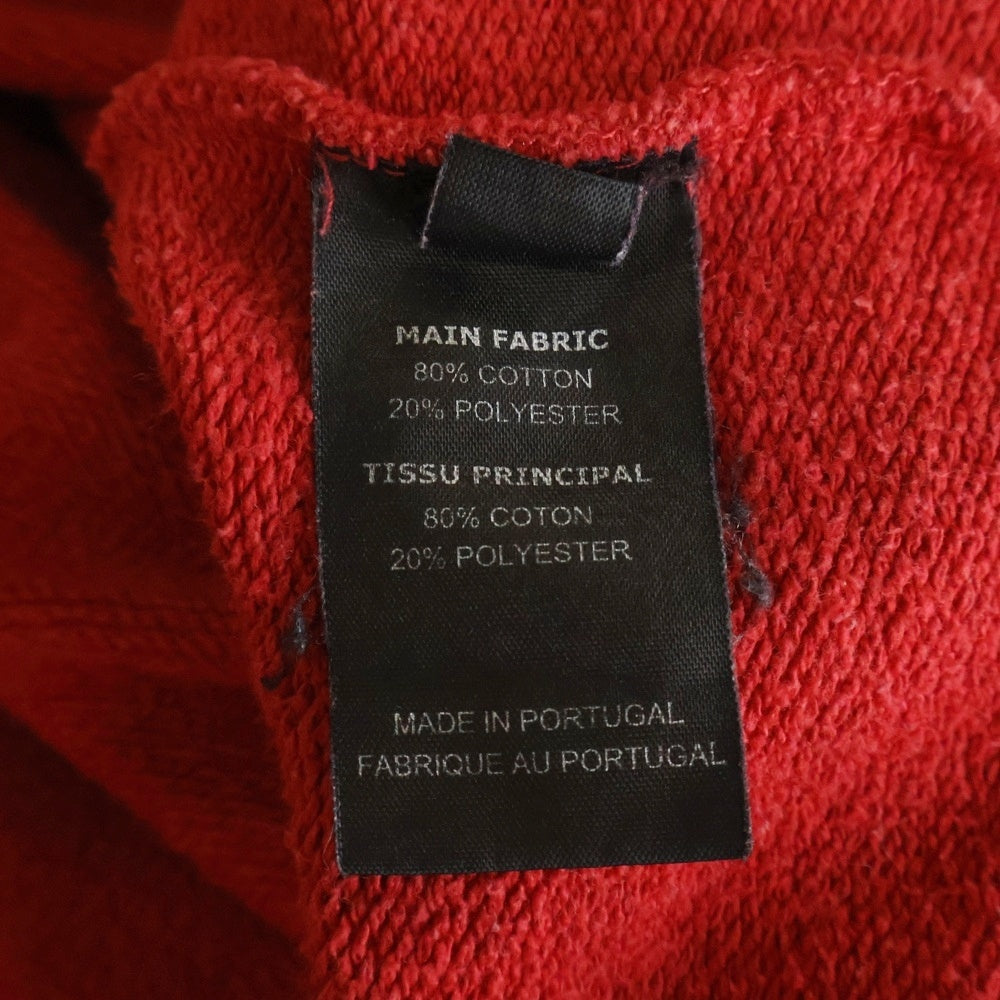 MAIN FABRIC
80% COTTON
20% POLYESTER
TISSU PRINCIPAL
80% COTON
20% POLYESTER
MADE IN PORTUGAL
FABRIQUE AU PORTUGAL